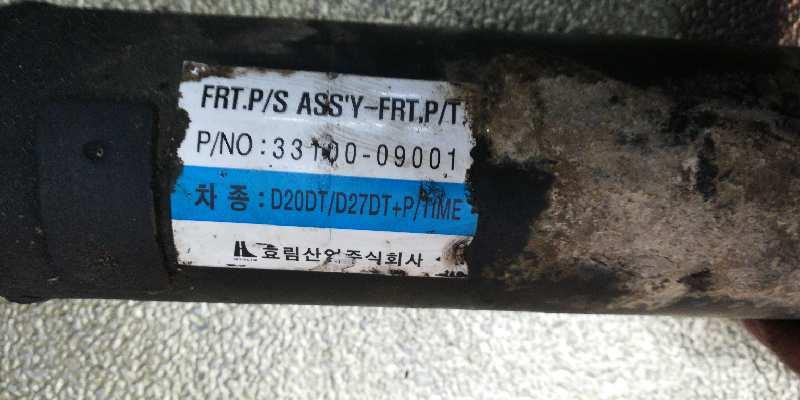 FRT.P/S ASS'Y-FRT.P/T
P/NO : 33100-09001
차 종 : D20DT/D27DT+P/TIME
효림산업주식회사